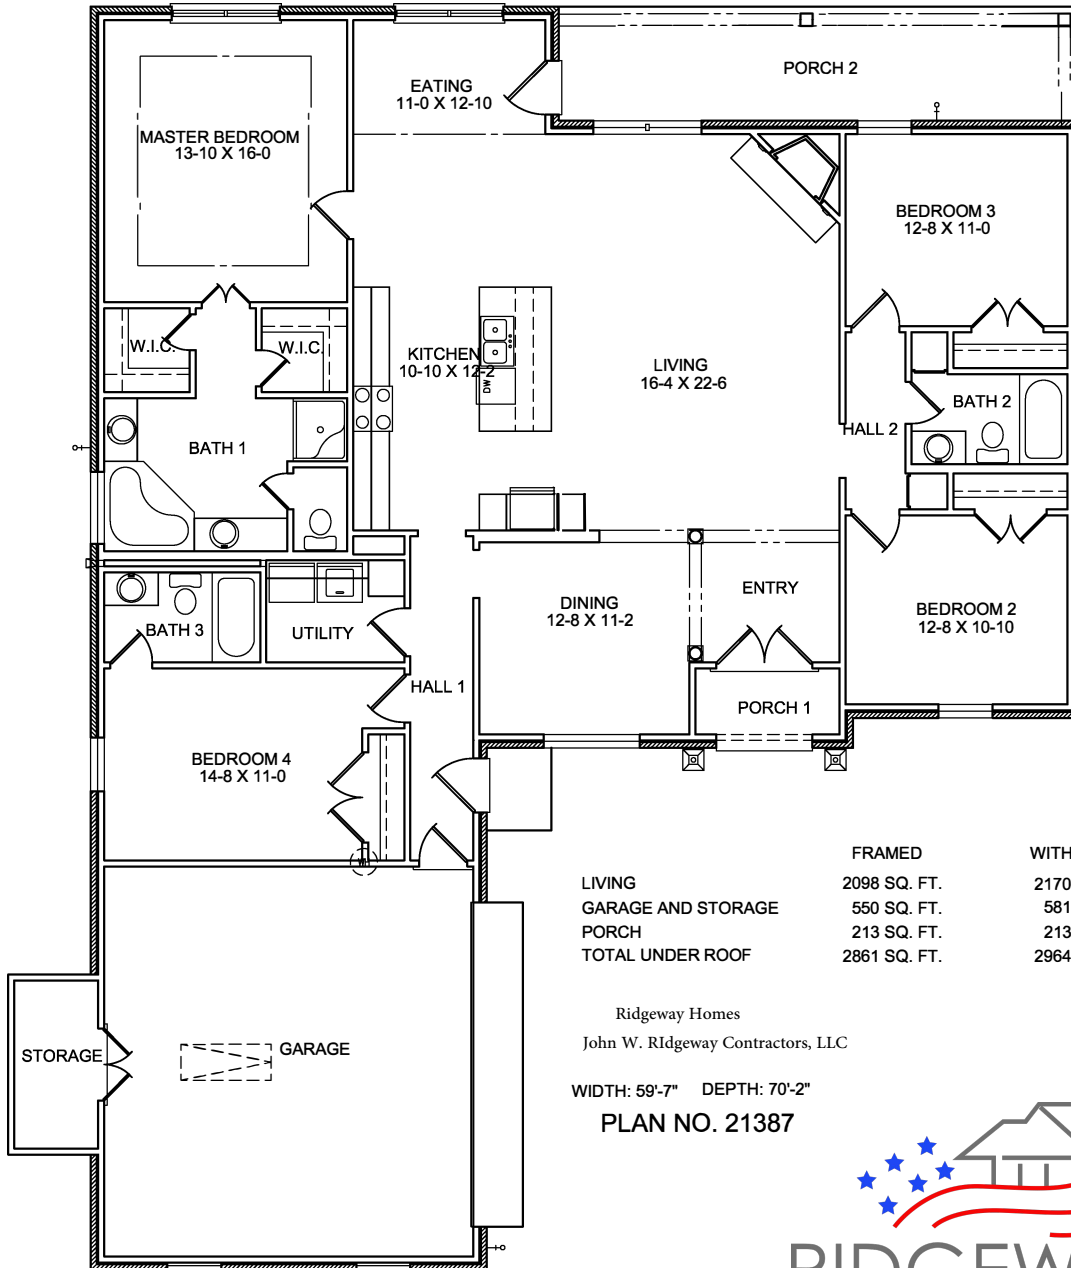 PORCH 2
EATING
11-0 X 12-10
MASTER BEDROOM
13-10 X 16-0
BEDROOM 3
12-8 X 11-0
W.I.C.
W.I.C.
KITCHEN
10-10 X 12-2
DW
LIVING
16-4 X 22-6
BATH 2
HALL 2
BATH 1
DINING
12-8 X 11-2
ENTRY
BEDROOM 2
12-8 X 10-10
BATH 3
UTILITY
HALL 1
PORCH 1
BEDROOM 4
14-8 X 11-0
FRAMED WITH
LIVING 2098 SQ. FT. 2170
GARAGE AND STORAGE 550 SQ. FT. 581
PORCH 213 SQ. FT. 213
TOTAL UNDER ROOF 2861 SQ. FT. 2964
Ridgeway Homes
John W. RIdgeway Contractors, LLC
STORAGE
GARAGE
WIDTH: 59'-7" DEPTH: 70'-2"
PLAN NO. 21387